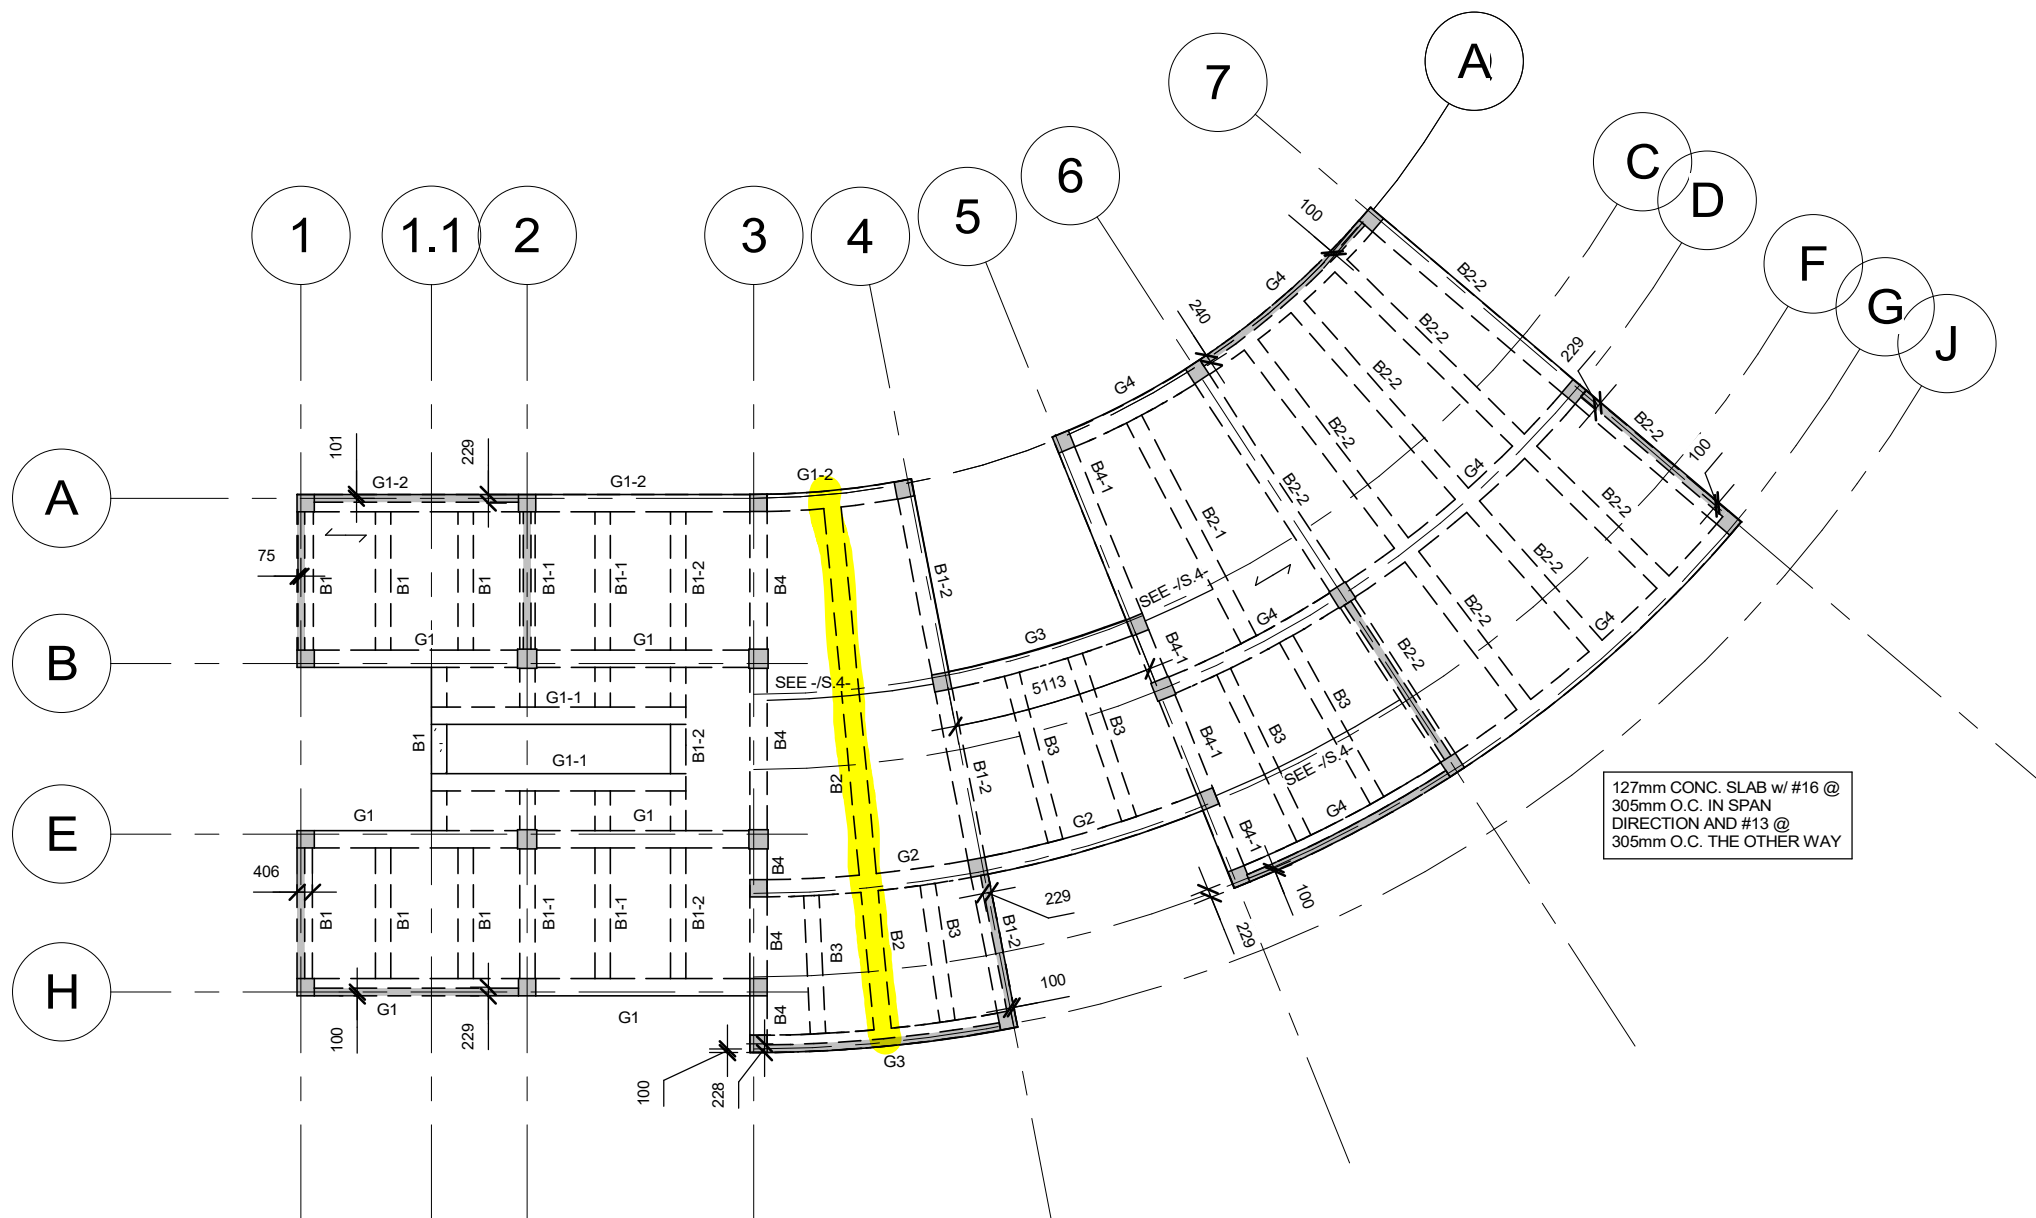 A
7
C
6
D
5
1
1.1
2
3
4
F
G
J
100
G4
B2-2
240
B2-2
B2-2
229
G4
B2-2
B2-2
100
101
229
G1-2
G1-2
G1-2
A
B4-1
B2-2
G4
B2-2
B2-1
75
B1
B1
B1
B1-1
B1-1
B1-2
B4
B1-2
B2-2
SEE -/S.4-
B2-2
G1
G1
G3
G4
G4
B
B4-1
B2-2
SEE -/S.4-
5113
G1-1
B3
B1
B1-2
B4
B3
B3
B4-1
B3
G1-1
B2
B1-2
SEE -/S.4-
127mm CONC. SLAB w/ #16 @
305mm O.C. IN SPAN
DIRECTION AND #13 @
305mm O.C. THE OTHER WAY
E
G1
G1
G2
G4
B4
G2
B4-1
406
229
100
B1
B1
B1
B1-1
B1-1
B1-2
B4
B3
B2
B3
B1-2
229
H
100
G1
G1
B4
100
229
G3
100
228